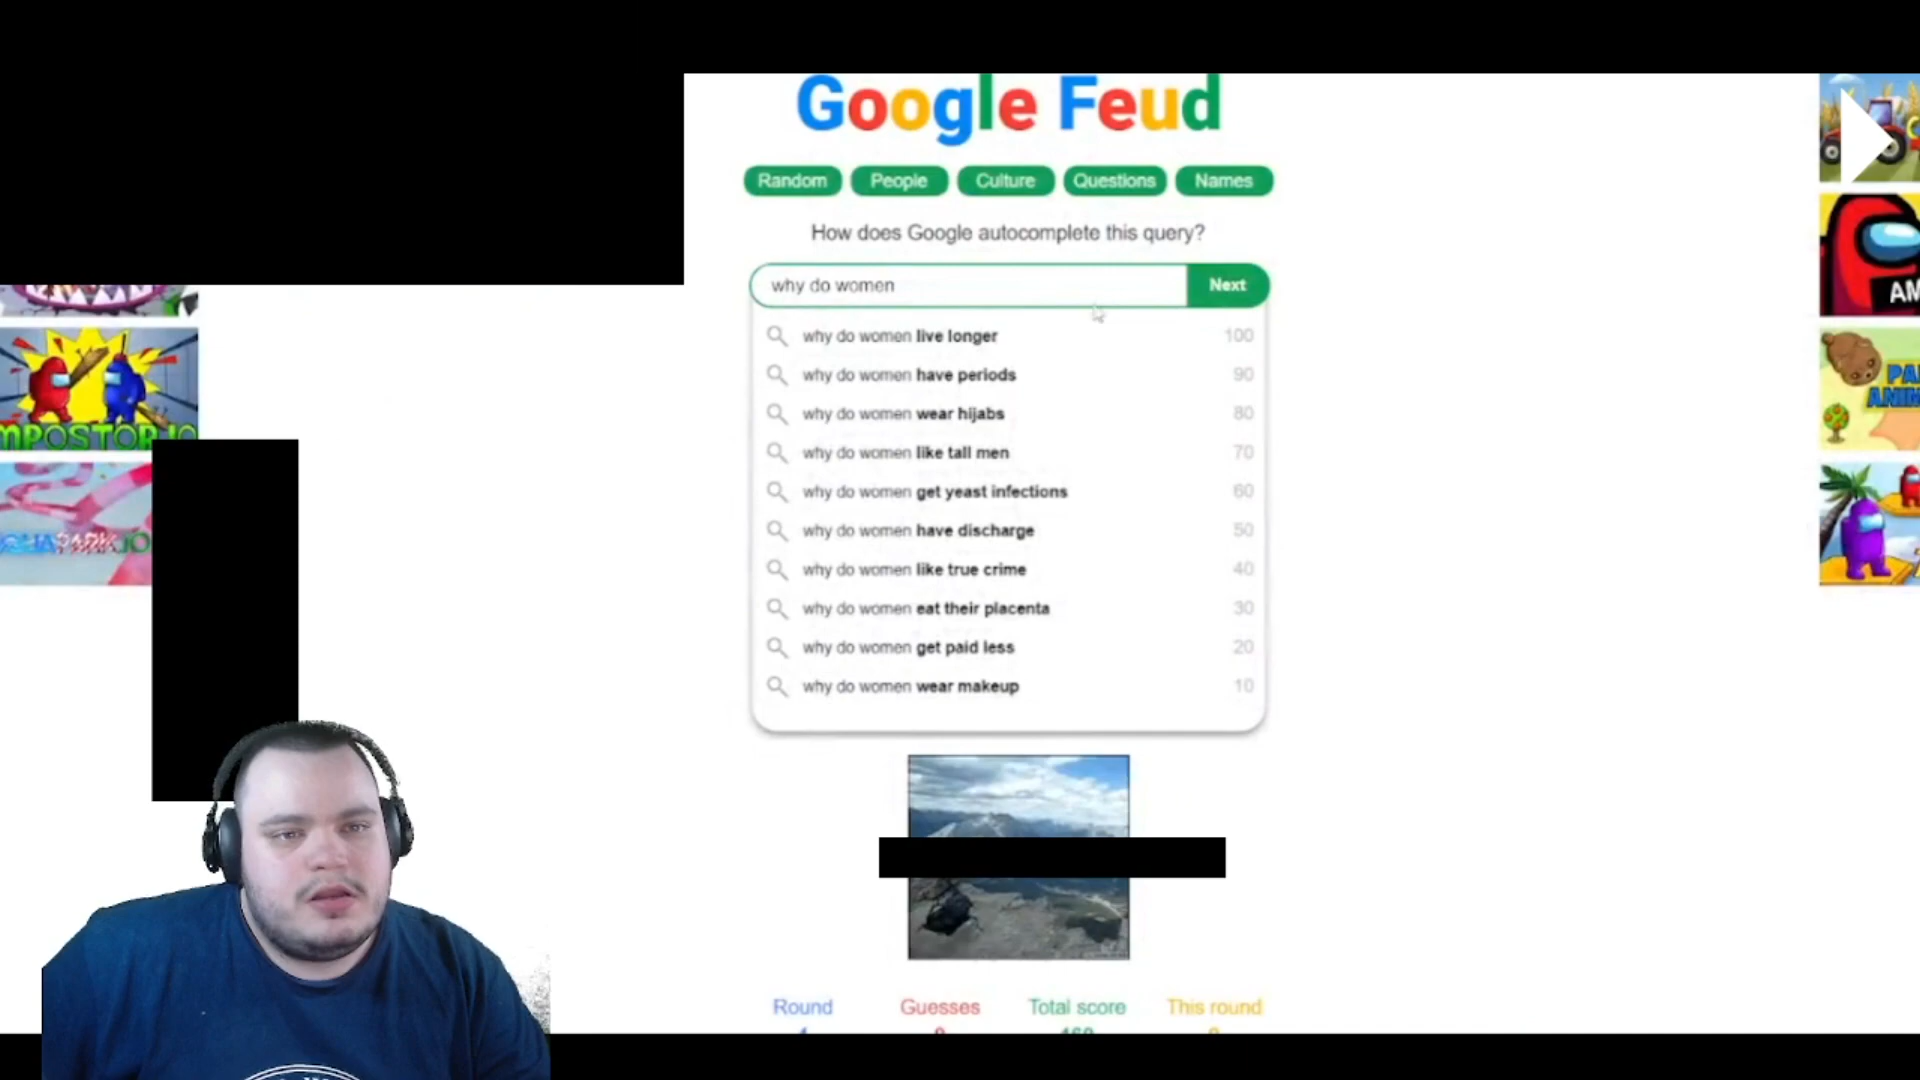 Google Feud
Random People Culture Questions Names
How does Google autocomplete this query?
why do women Next
why do women live longer 100
why do women have periods 90
why do women wear hijabs 80
why do women like tall men 70
why do women get yeast infections 60
why do women have discharge 50
why do women like true crime 40
why do women eat their placenta 30
why do women get paid less 20
why do women wear makeup 10
Round Guesses Total score This round